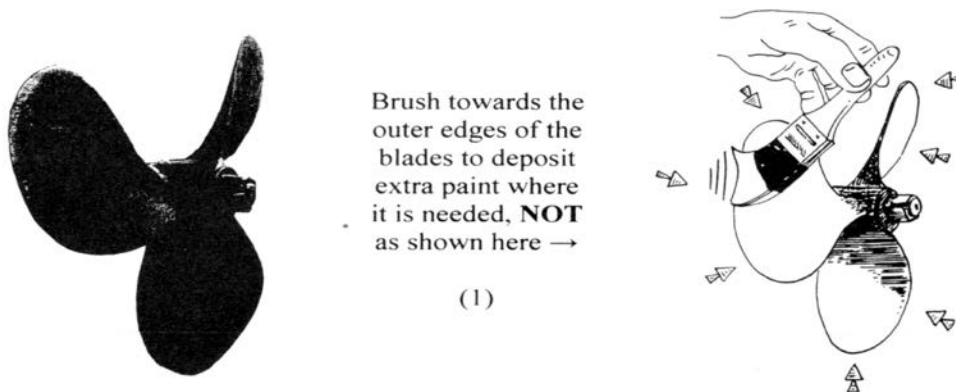 Brush towards the
outer edges of the
blades to deposit
extra paint where
it is needed, NOT
as shown here →
(1)